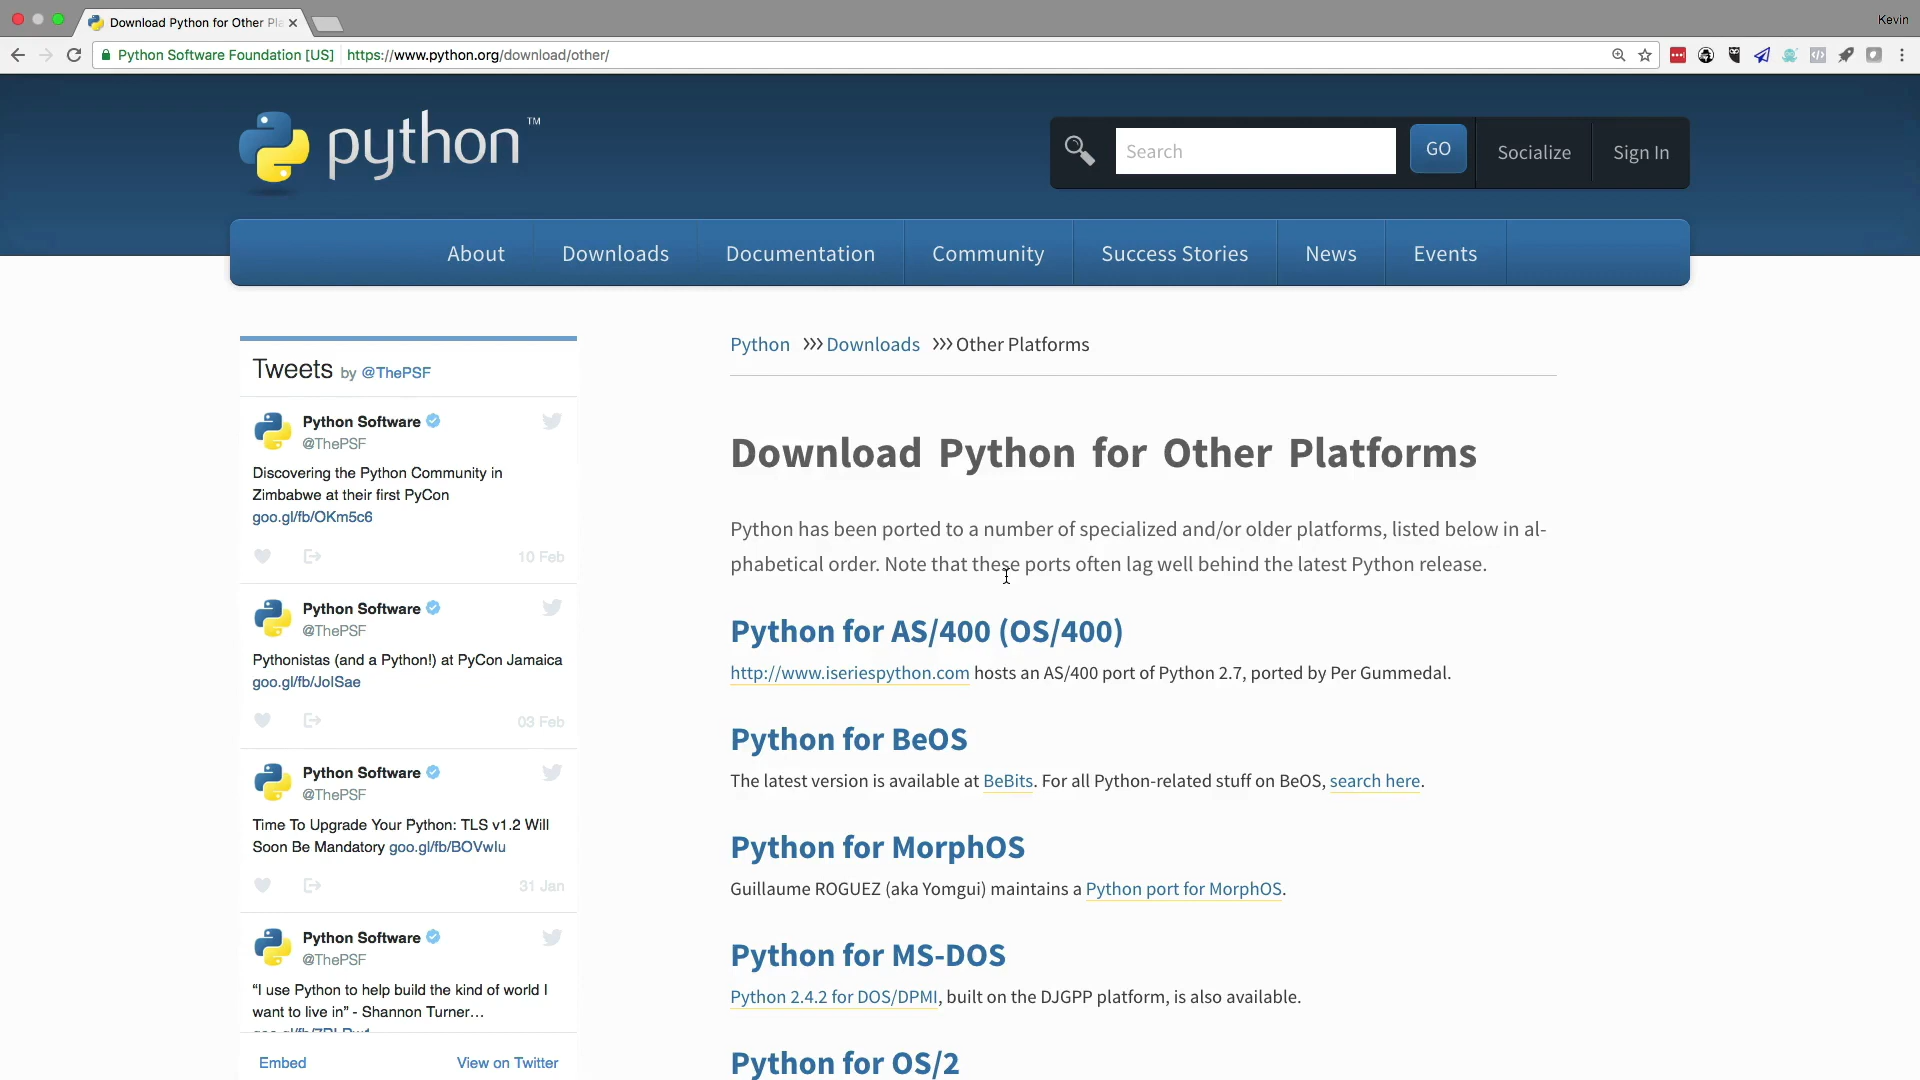 Download Python for Other Pla
Kevin
Python Software Foundation [US]
https://www.python.org/download/other/
python™
Search
GO
Socialize
Sign In
About
Downloads
Documentation
Community
Success Stories
News
Events
Tweets by @ThePSF
Python Software
@ThePSF
Discovering the Python Community in
Zimbabwe at their first PyCon
goo.gl/fb/OKm5c6
10 Feb
Python Software
@ThePSF
Pythonistas (and a Python!) at PyCon Jamaica
goo.gl/fb/JolSae
03 Feb
Python Software
@ThePSF
Time To Upgrade Your Python: TLS v1.2 Will
Soon Be Mandatory goo.gl/fb/BOVwIu
31 Jan
Python Software
@ThePSF
“I use Python to help build the kind of world I
want to live in” - Shannon Turner…
Embed
View on Twitter
Python >>> Downloads >>> Other Platforms
Download Python for Other Platforms
Python has been ported to a number of specialized and/or older platforms, listed below in al-
phabetical order. Note that these ports often lag well behind the latest Python release.
Python for AS/400 (OS/400)
http://www.iseriespython.com hosts an AS/400 port of Python 2.7, ported by Per Gummedal.
Python for BeOS
The latest version is available at BeBits. For all Python-related stuff on BeOS, search here.
Python for MorphOS
Guillaume ROGUEZ (aka Yomgui) maintains a Python port for MorphOS.
Python for MS-DOS
Python 2.4.2 for DOS/DPMI, built on the DJGPP platform, is also available.
Python for OS/2